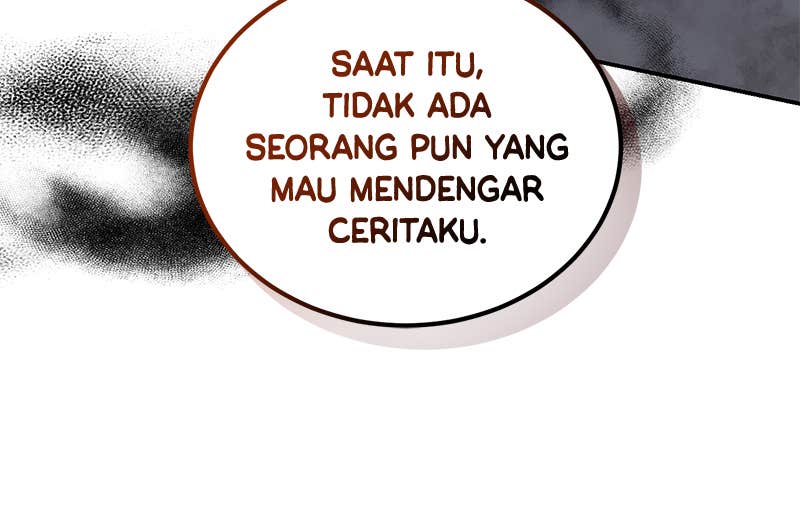 SAAT ITU,
TIDAK ADA
SEORANG PUN YANG
MAU MENDENGAR
CERITAKU.